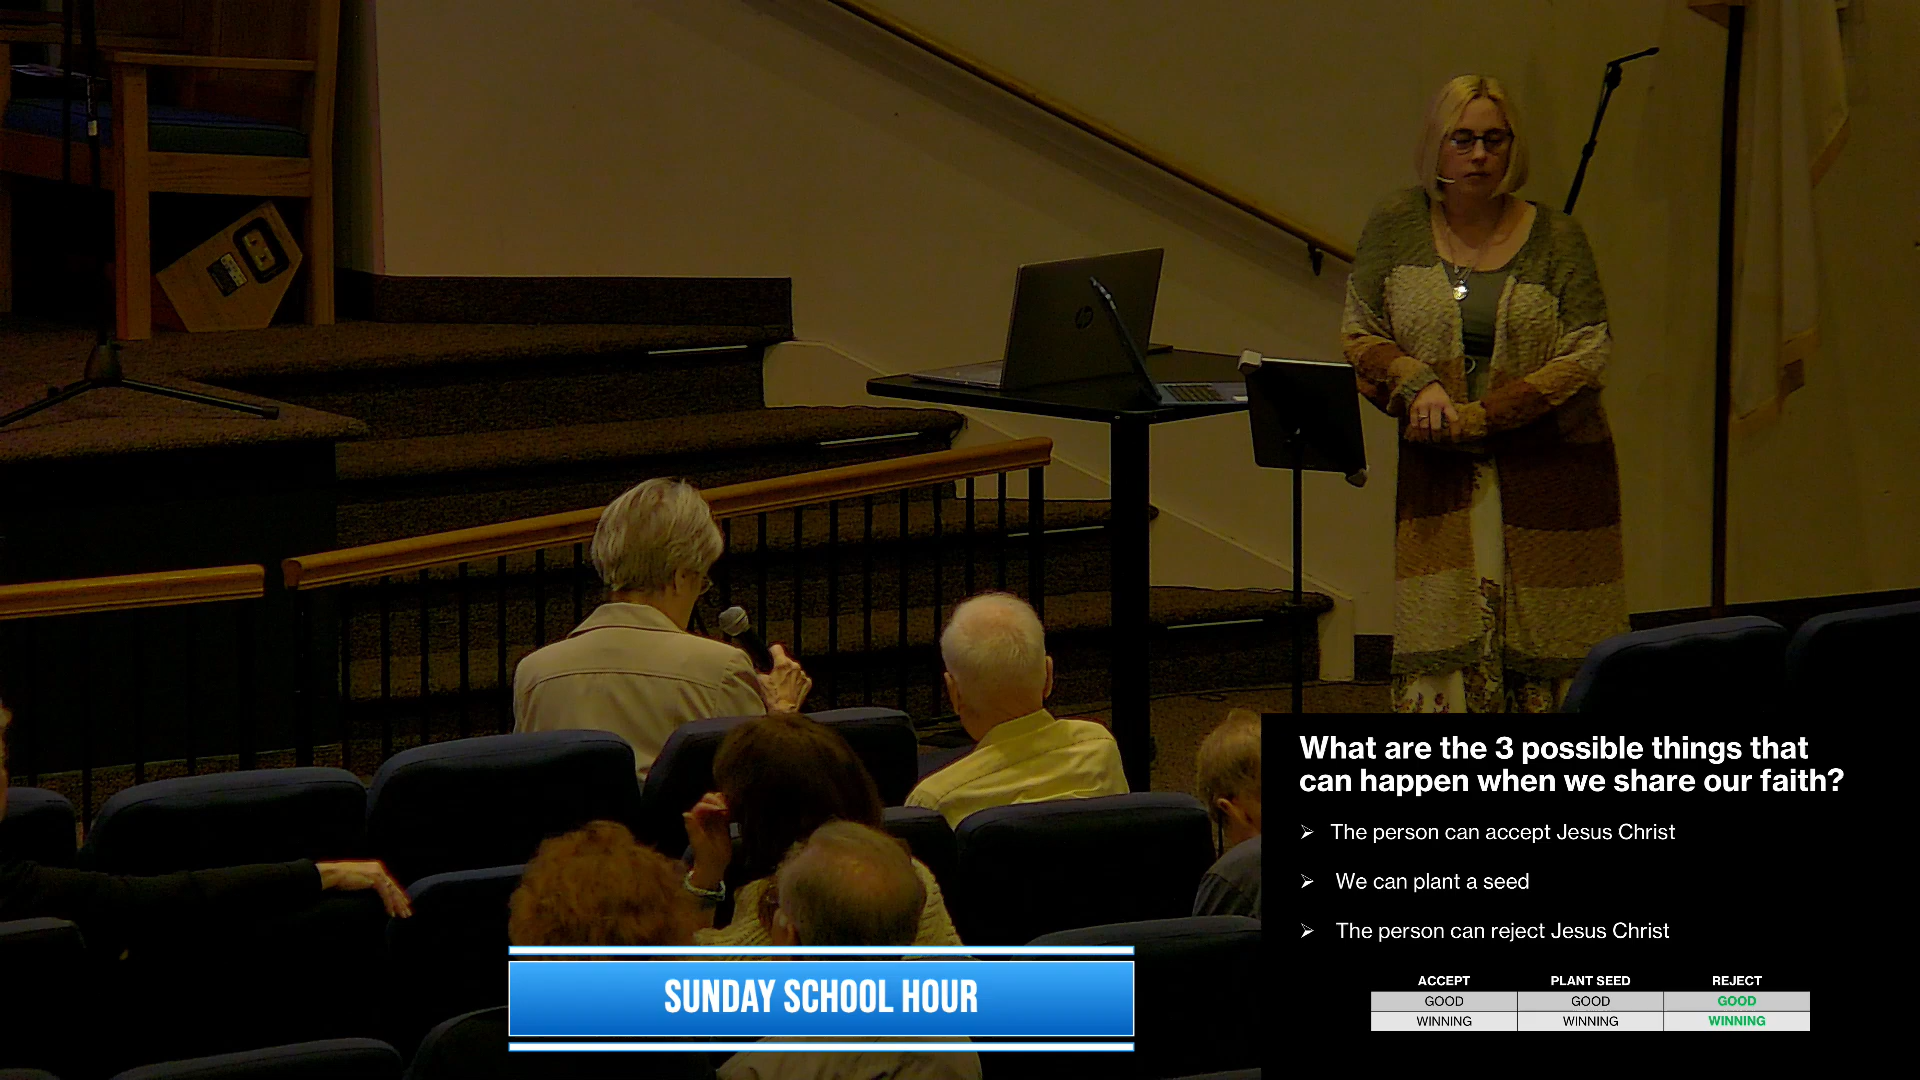 What are the 3 possible things that
can happen when we share our faith?
➢ The person can accept Jesus Christ
➢ We can plant a seed
➢ The person can reject Jesus Christ
ACCEPT PLANT SEED REJECT
GOOD GOOD GOOD
WINNING WINNING WINNING
SUNDAY SCHOOL HOUR
hp